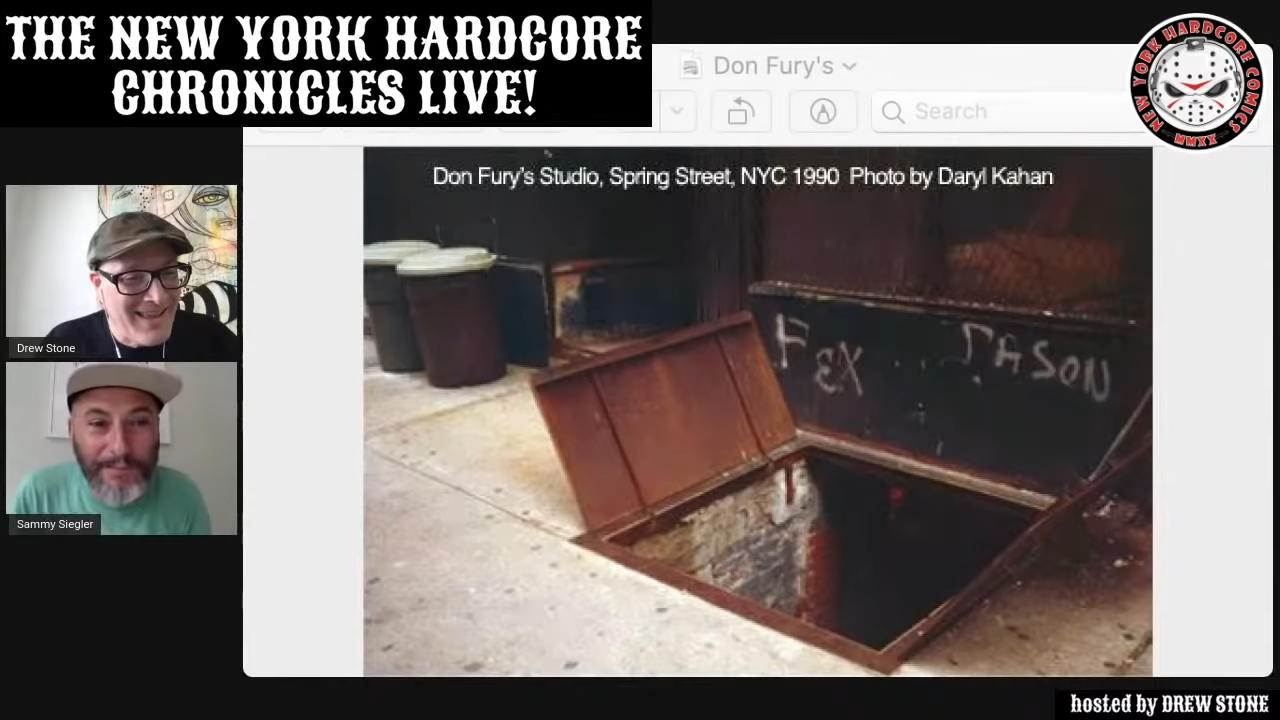 THE NEW YORK HARDCORE
CHRONICLES LIVE!
Don Fury's
Search
NEW YORK HARDCORE COMICS
MMXX
Don Fury's Studio, Spring Street, NYC 1990 Photo by Daryl Kahan
FEX .. JASON
Drew Stone
Sammy Siegler
hosted by DREW STONE